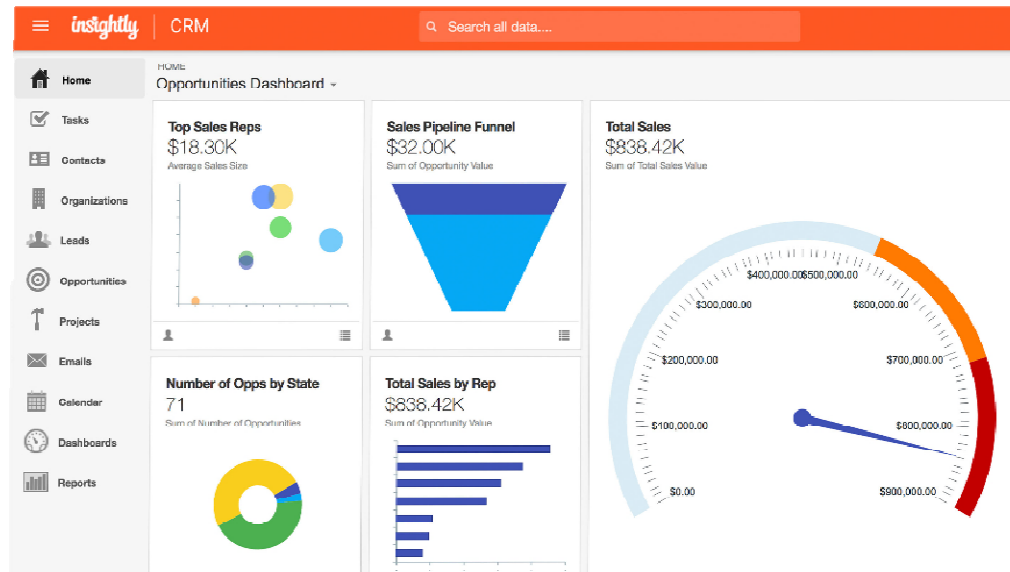 insightly
CRM
Search all data....
Home
Tasks
Contacts
Organizations
Leads
Opportunities
Projects
Emails
Calendar
Dashboards
Reports
HOME
Opportunities Dashboard
Top Sales Reps
$18.30K
Average Sales Size
Sales Pipeline Funnel
$32.00K
Sum of Opportunity Value
Total Sales
$838.42K
Sum of Total Sales Value
$0.00
$100,000.00
$200,000.00
$300,000.00
$400,000.00
$500,000.00
$600,000.00
$700,000.00
$800,000.00
$900,000.00
Number of Opps by State
71
Sum of Number of Opportunities
Total Sales by Rep
$838.42K
Sum of Opportunity Value